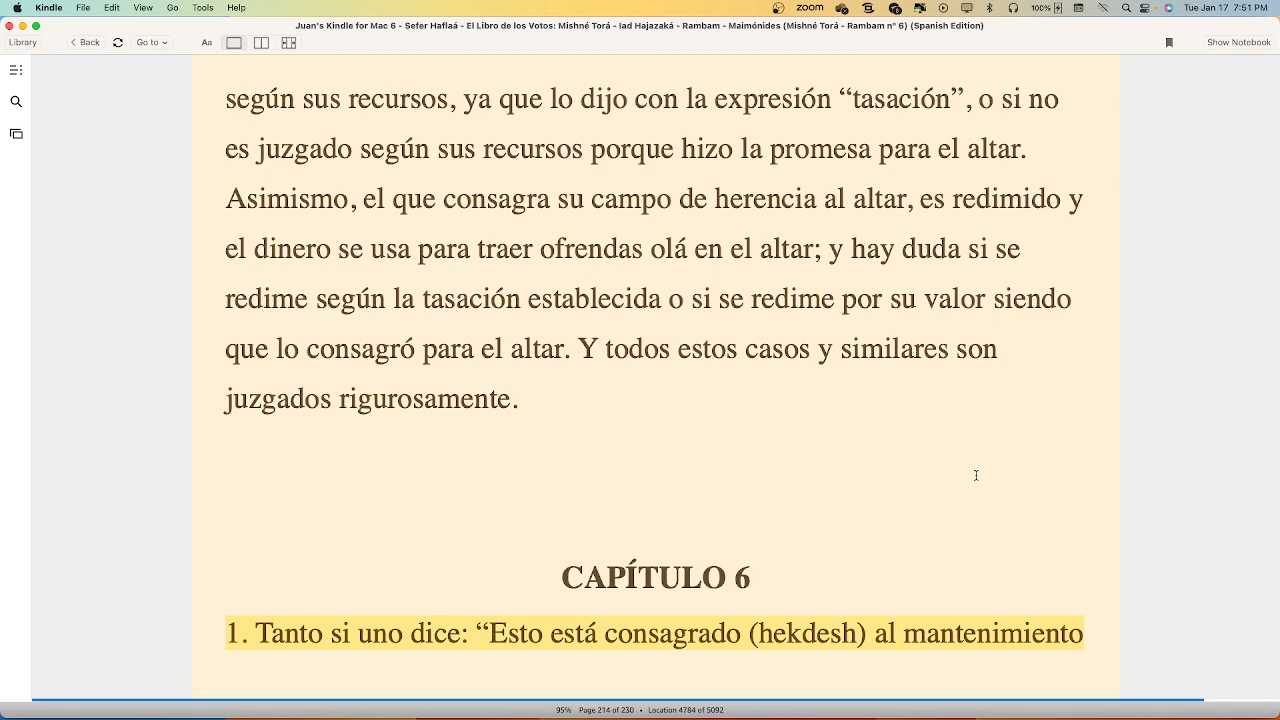 Kindle File Edit View Go Tools Help zoom 100% Tue Jan 17 7:51 PM
Juan's Kindle for Mac 6 - Sefer Haflaá - El Libro de los Votos: Mishné Torá - Iad Hajazaká - Rambam - Maimónides (Mishné Torá - Rambam nº 6) (Spanish Edition)
Library Back Go to Aa Show Notebook
según sus recursos, ya que lo dijo con la expresión “tasación”, o si no
es juzgado según sus recursos porque hizo la promesa para el altar.
Asimismo, el que consagra su campo de herencia al altar, es redimido y
el dinero se usa para traer ofrendas olá en el altar; y hay duda si se
redime según la tasación establecida o si se redime por su valor siendo
que lo consagró para el altar. Y todos estos casos y similares son
juzgados rigurosamente.
CAPÍTULO 6
1. Tanto si uno dice: “Esto está consagrado (hekdesh) al mantenimiento
95% Page 214 of 230 • Location 4784 of 5092